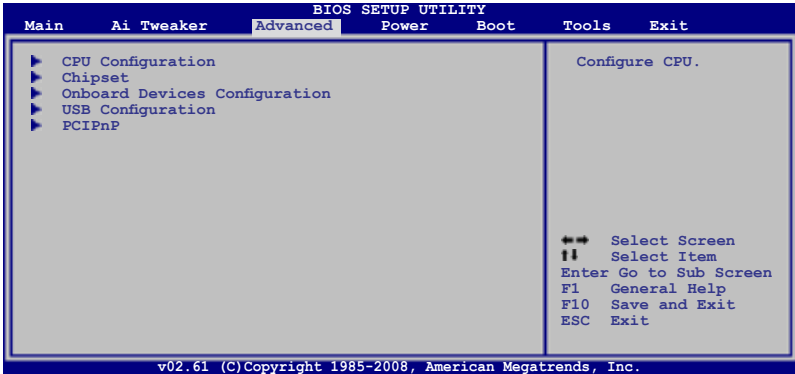 BIOS SETUP UTILITY
Main Ai Tweaker Advanced Power Boot Tools Exit
CPU Configuration
Chipset
Onboard Devices Configuration
USB Configuration
PCIPnP
Configure CPU.
←→ Select Screen
↑↓ Select Item
Enter Go to Sub Screen
F1 General Help
F10 Save and Exit
ESC Exit
v02.61 (C)Copyright 1985-2008, American Megatrends, Inc.